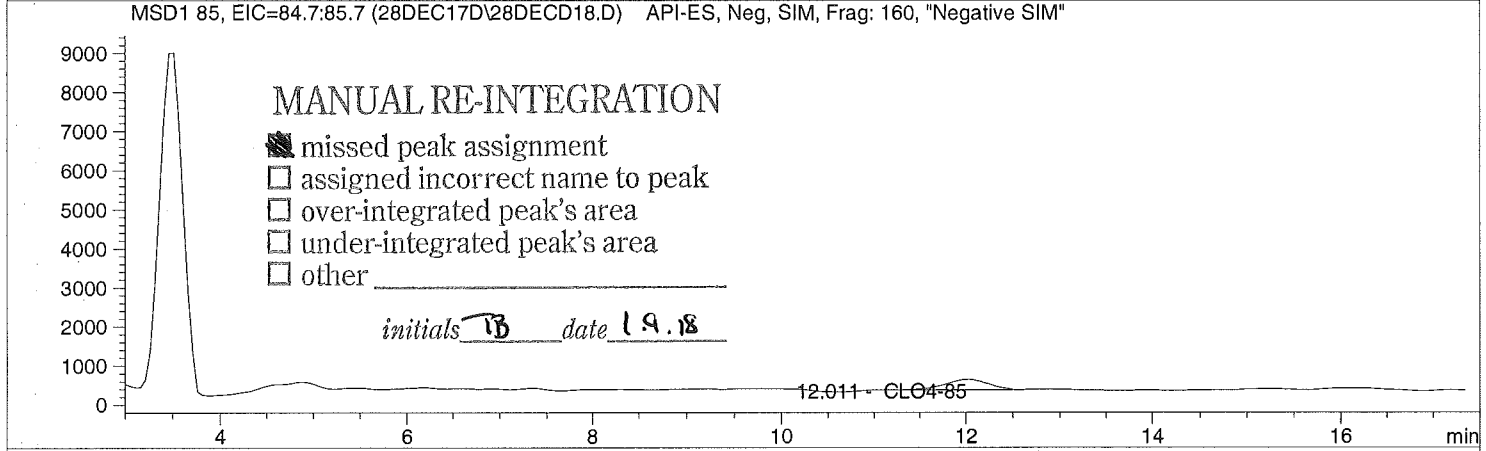 MSD1 85, EIC=84.7:85.7 (28DEC17D\28DECD18.D) API-ES, Neg, SIM, Frag: 160, "Negative SIM"
9000
8000
7000
6000
5000
4000
3000
2000
1000
0
MANUAL RE-INTEGRATION
missed peak assignment
assigned incorrect name to peak
over-integrated peak's area
under-integrated peak's area
other
initials TB date 1.9.18
12.011 - CLO4-85
4 6 8 10 12 14 16 min